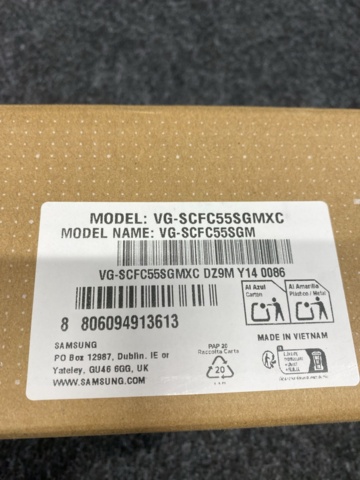 MODEL: VG-SCFC55SGMXC
MODEL NAME: VG-SCFC55SGM
VG-SCFC55SGMXC DZ9M Y14 0086
Al Azul
Carton
Al Amarillo
Plástico / Metal
8 806094913613
MADE IN VIETNAM
SAMSUNG
PO Box 12987, Dublin. IE or
Yateley, GU46 6GG, UK
WWW.SAMSUNG.COM
PAP 20
Raccolta Carta
20
PAP